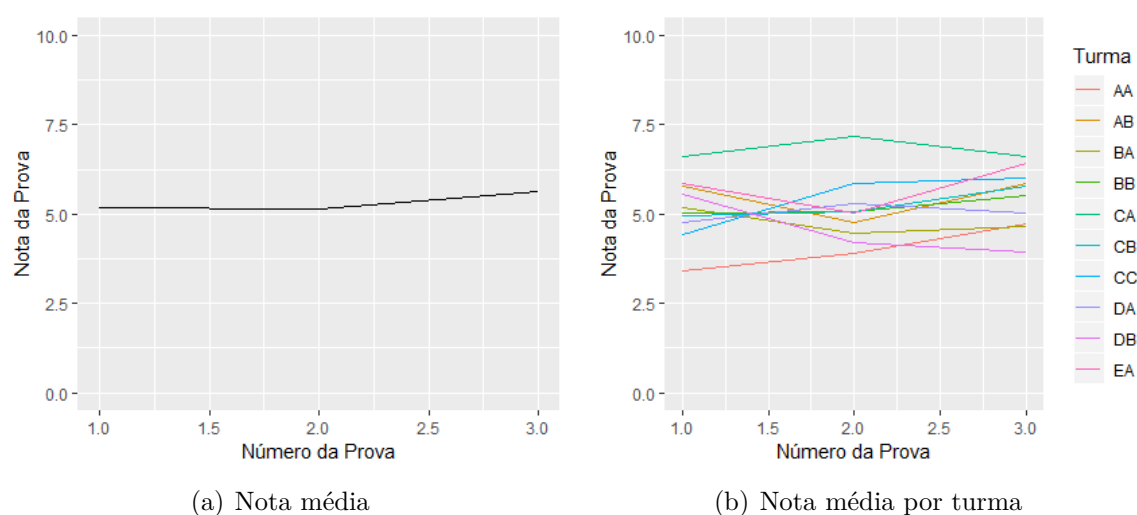 10.0
7.5
5.0
2.5
0.0
Nota da Prova
1.0 1.5 2.0 2.5 3.0
Número da Prova
(a) Nota média
10.0
7.5
5.0
2.5
0.0
Nota da Prova
1.0 1.5 2.0 2.5 3.0
Número da Prova
Turma
AA
AB
BA
BB
CA
CB
CC
DA
DB
EA
(b) Nota média por turma